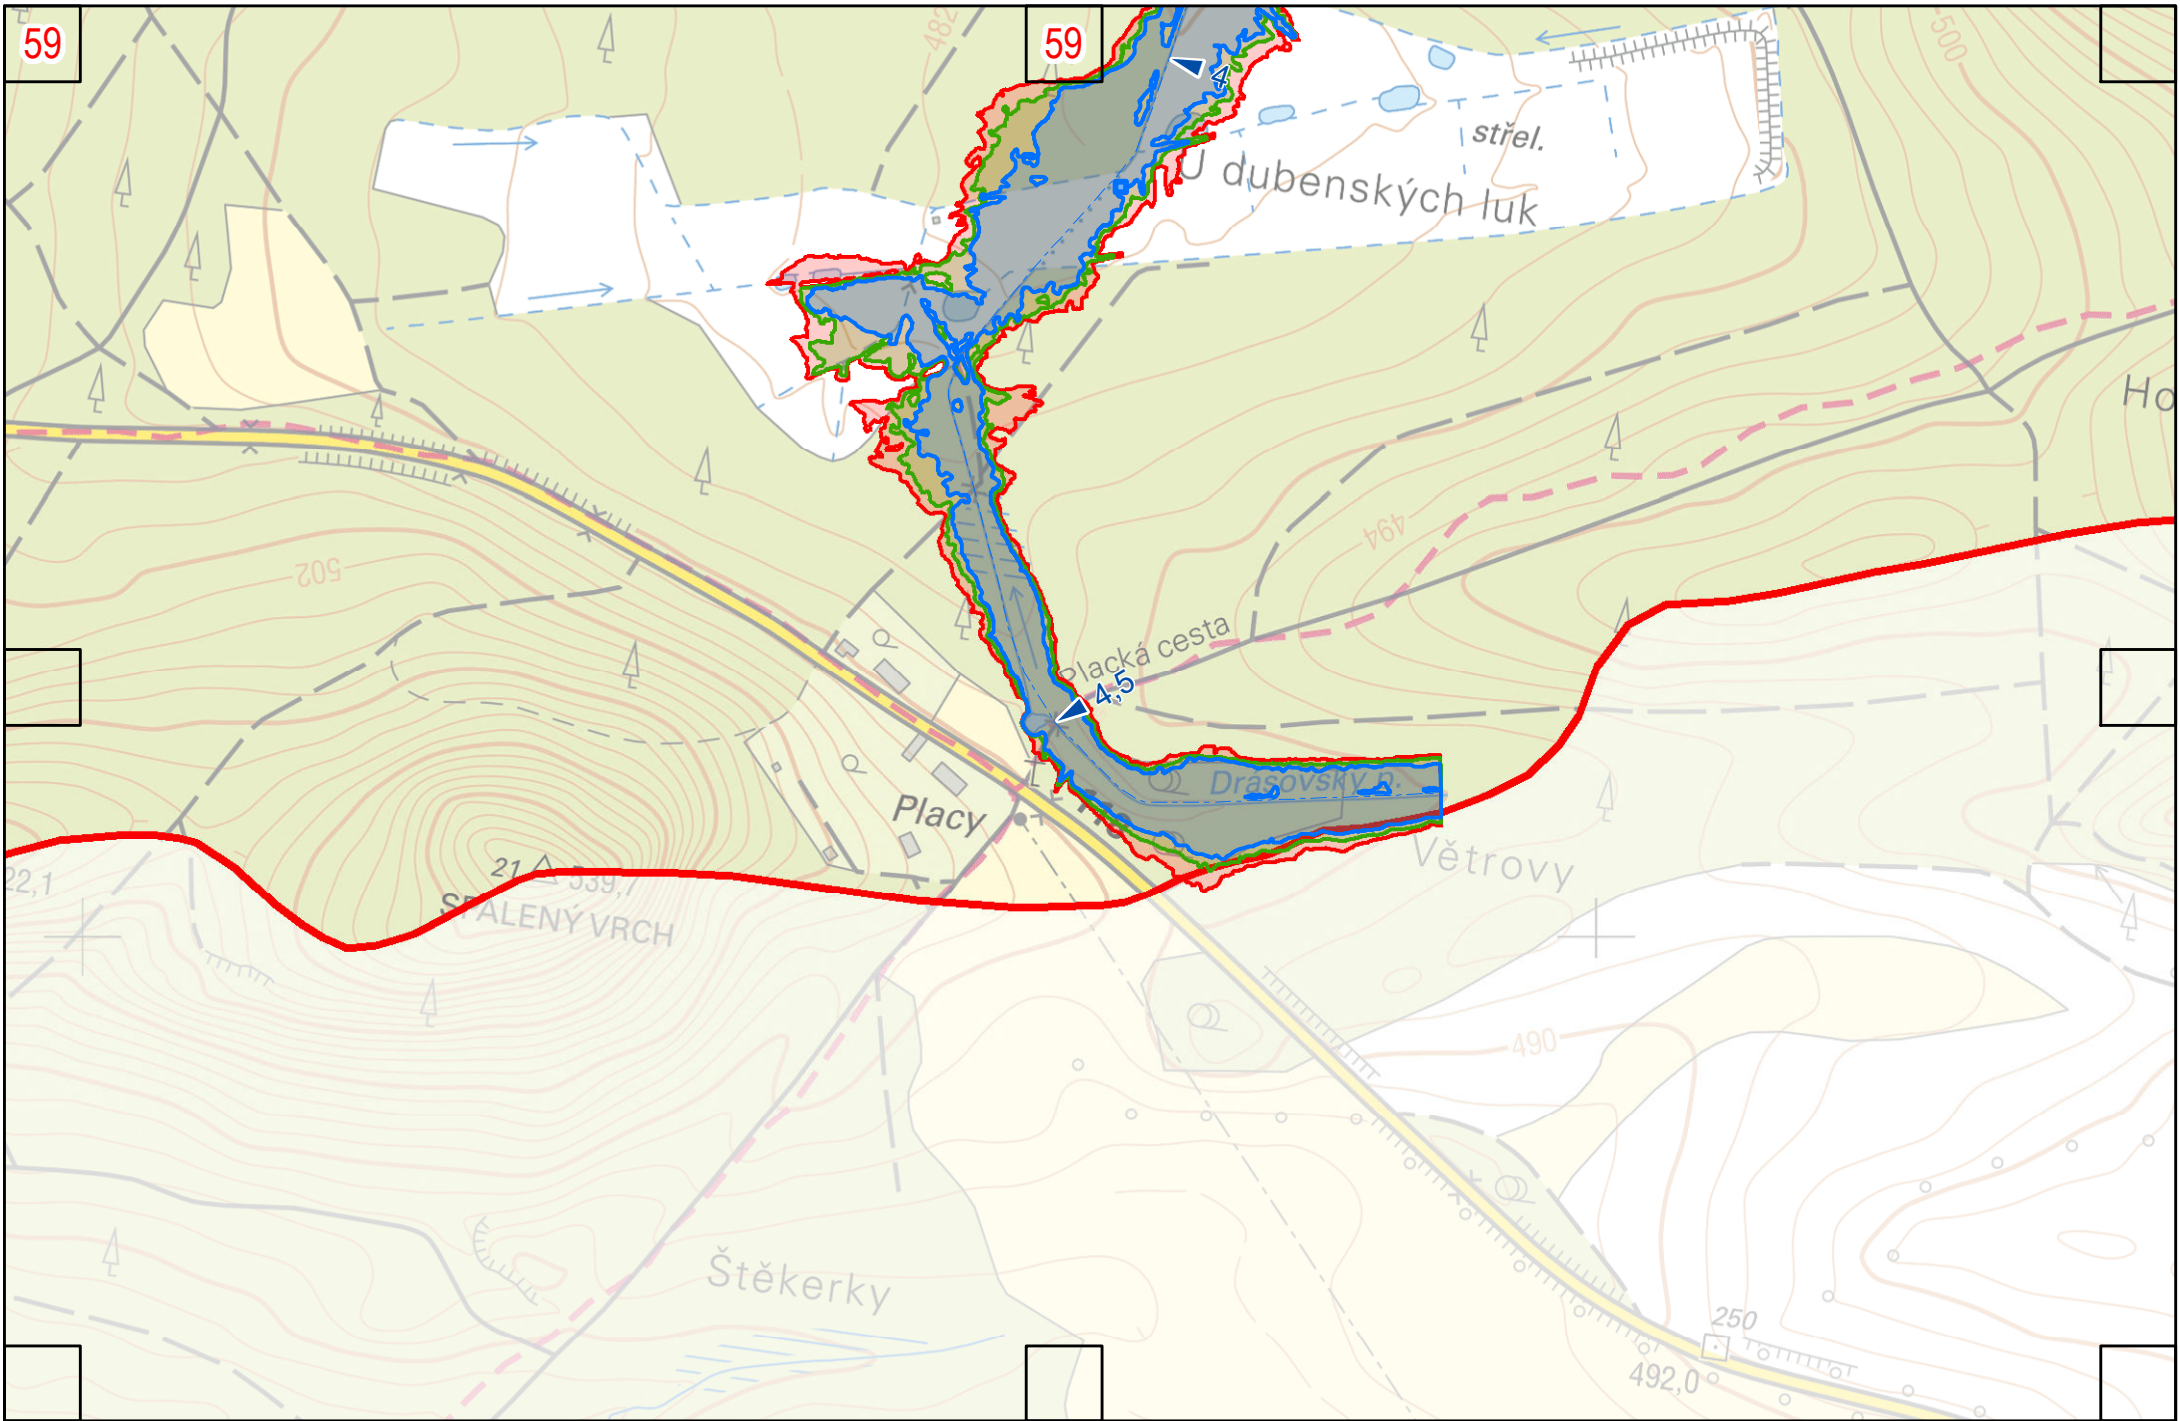 59
59
482
4
500
střel.
U dubenských luk
Ho
494
502
Placká cesta
4,5
Drásovský p.
Placy
Větrovy
22,1
21
539,7
SPÁLENÝ VRCH
490
Štěkerky
250
492,0